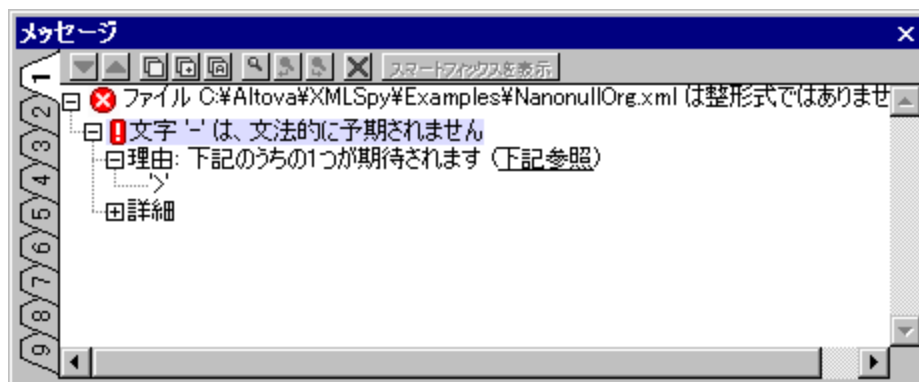 メッセージ
スマートフィックスを表示
ファイル C:¥Altova¥XMLSpy¥Examples¥NanonullOrg.xml は整形式ではありませ
文字 '-' は、文法的に予期されません
理由: 下記のうちの1つが期待されます (下記参照)
'>'
詳細
1
2
3
4
5
6
7
8
9